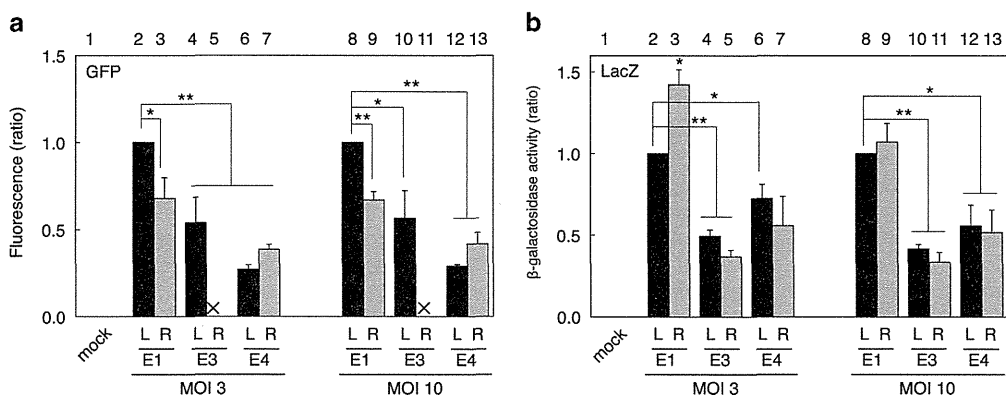 a
1 2 3 4 5 6 7 8 9 10 11 12 13
GFP
Fluorescence (ratio)
1.5
1.0
0.5
0.0
**
*
**
*
**
×
×
mock
L R L R L R L R L R L R
E1 E3 E4 E1 E3 E4
MOI 3 MOI 10
b
1 2 3 4 5 6 7 8 9 10 11 12 13
LacZ
β-galactosidase activity (ratio)
1.5
1.0
0.5
0.0
*
*
**
*
**
mock
L R L R L R L R L R L R
E1 E3 E4 E1 E3 E4
MOI 3 MOI 10